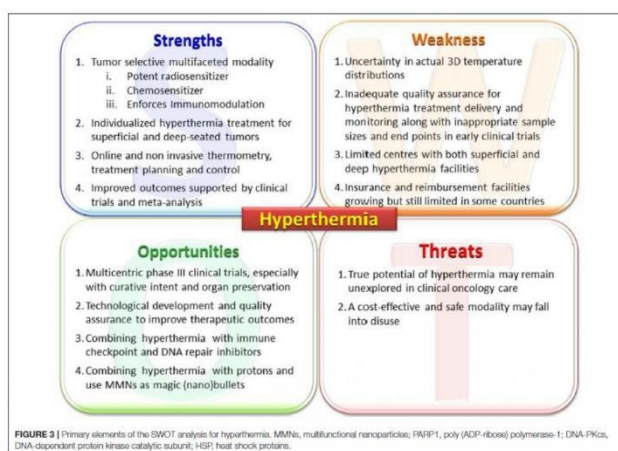 Strengths
1. Tumor selective multifaceted modality
i. Potent radiosensitizer
ii. Chemosensitizer
iii. Enforces Immunomodulation
2. Individualized hyperthermia treatment for
superficial and deep-seated tumors
3. Online and non invasive thermometry,
treatment planning and control
4. Improved outcomes supported by clinical
trials and meta-analysis
Weakness
1. Uncertainty in actual 3D temperature
distributions
2. Inadequate quality assurance for
hyperthermia treatment delivery and
monitoring along with inappropriate sample
sizes and end points in early clinical trials
3. Limited centres with both superficial and
deep hyperthermia facilities
4. Insurance and reimbursement facilities
growing but still limited in some countries
Hyperthermia
Opportunities
1. Multicentric phase III clinical trials, especially
with curative intent and organ preservation
2. Technological development and quality
assurance to improve therapeutic outcomes
3. Combining hyperthermia with immune
checkpoint and DNA repair inhibitors
4. Combining hyperthermia with protons and
use MMNs as magic (nano)bullets
Threats
1. True potential of hyperthermia may remain
unexplored in clinical oncology care
2. A cost-effective and safe modality may fall
into disuse
FIGURE 3 | Primary elements of the SWOT analysis for hyperthermia. MMNs, multifunctional nanoparticles; PARP1, poly (ADP-ribose) polymerase-1; DNA-PKcs,
DNA-dependent protein kinase catalytic subunit; HSP, heat shock proteins.